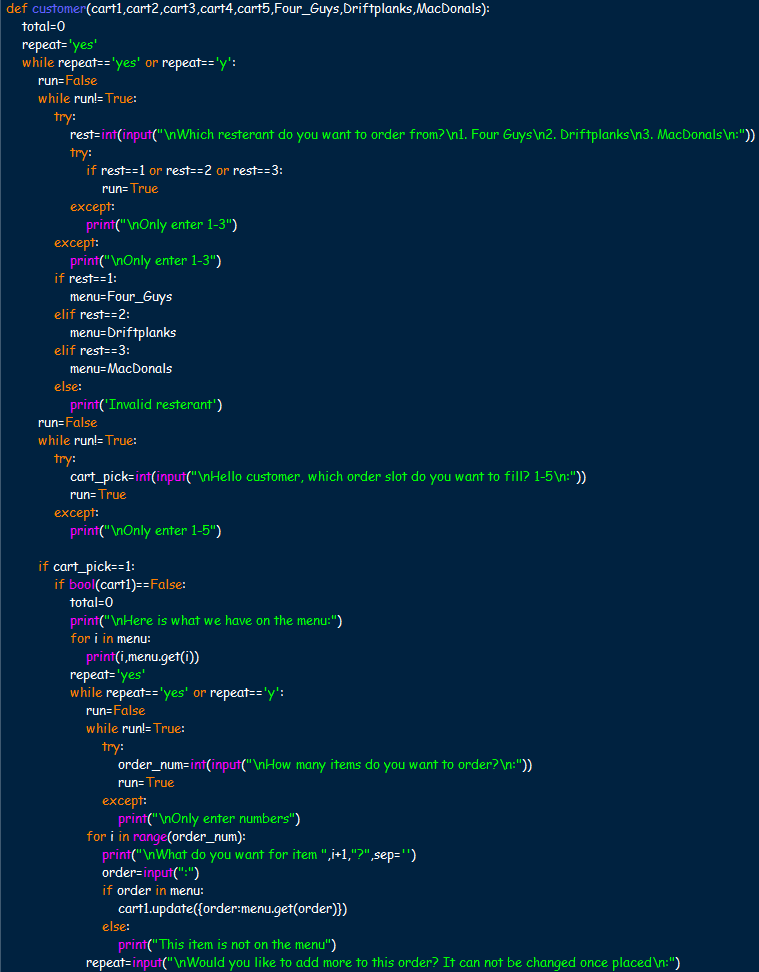 def customer(cart1,cart2,cart3,cart4,cart5,Four_Guys,Driftplanks,MacDonals):
    total=0
    repeat='yes'
    while repeat=='yes' or repeat=='y':
        run=False
        while run!=True:
            try:
                rest=int(input("\nWhich resterant do you want to order from?\n1. Four Guys\n2. Driftplanks\n3. MacDonals\n:"))
                try:
                    if rest==1 or rest==2 or rest==3:
                        run=True
                except:
                    print("\nOnly enter 1-3")
            except:
                print("\nOnly enter 1-3")
            if rest==1:
                menu=Four_Guys
            elif rest==2:
                menu=Driftplanks
            elif rest==3:
                menu=MacDonals
            else:
                print('Invalid resterant')
        run=False
        while run!=True:
            try:
                cart_pick=int(input("\nHello customer, which order slot do you want to fill? 1-5\n:"))
                run=True
            except:
                print("\nOnly enter 1-5")

        if cart_pick==1:
            if bool(cart1)==False:
                total=0
                print("\nHere is what we have on the menu:")
                for i in menu:
                    print(i,menu.get(i))
                repeat='yes'
                while repeat=='yes' or repeat=='y':
                    run=False
                    while run!=True:
                        try:
                            order_num=int(input("\nHow many items do you want to order?\n:"))
                            run=True
                        except:
                            print("\nOnly enter numbers")
                    for i in range(order_num):
                        print("\nWhat do you want for item ",i+1,"?",sep='')
                        order=input(":")
                        if order in menu:
                            cart1.update({order:menu.get(order)})
                        else:
                            print("This item is not on the menu")
                    repeat=input("\nWould you like to add more to this order? It can not be changed once placed\n:")